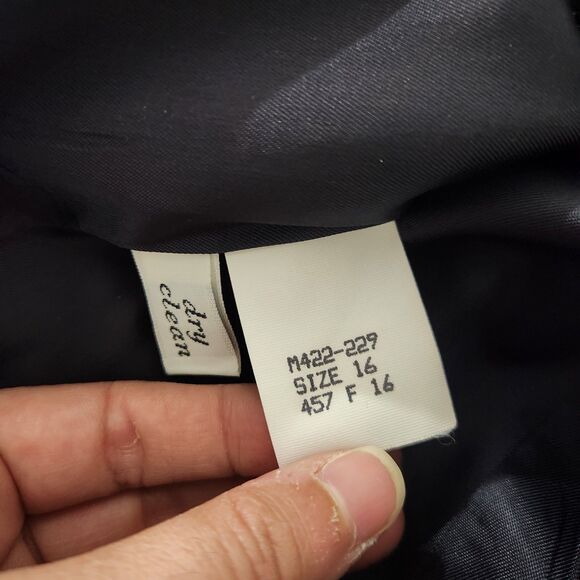 dry
clean
M422-229
SIZE 16
457 F 16